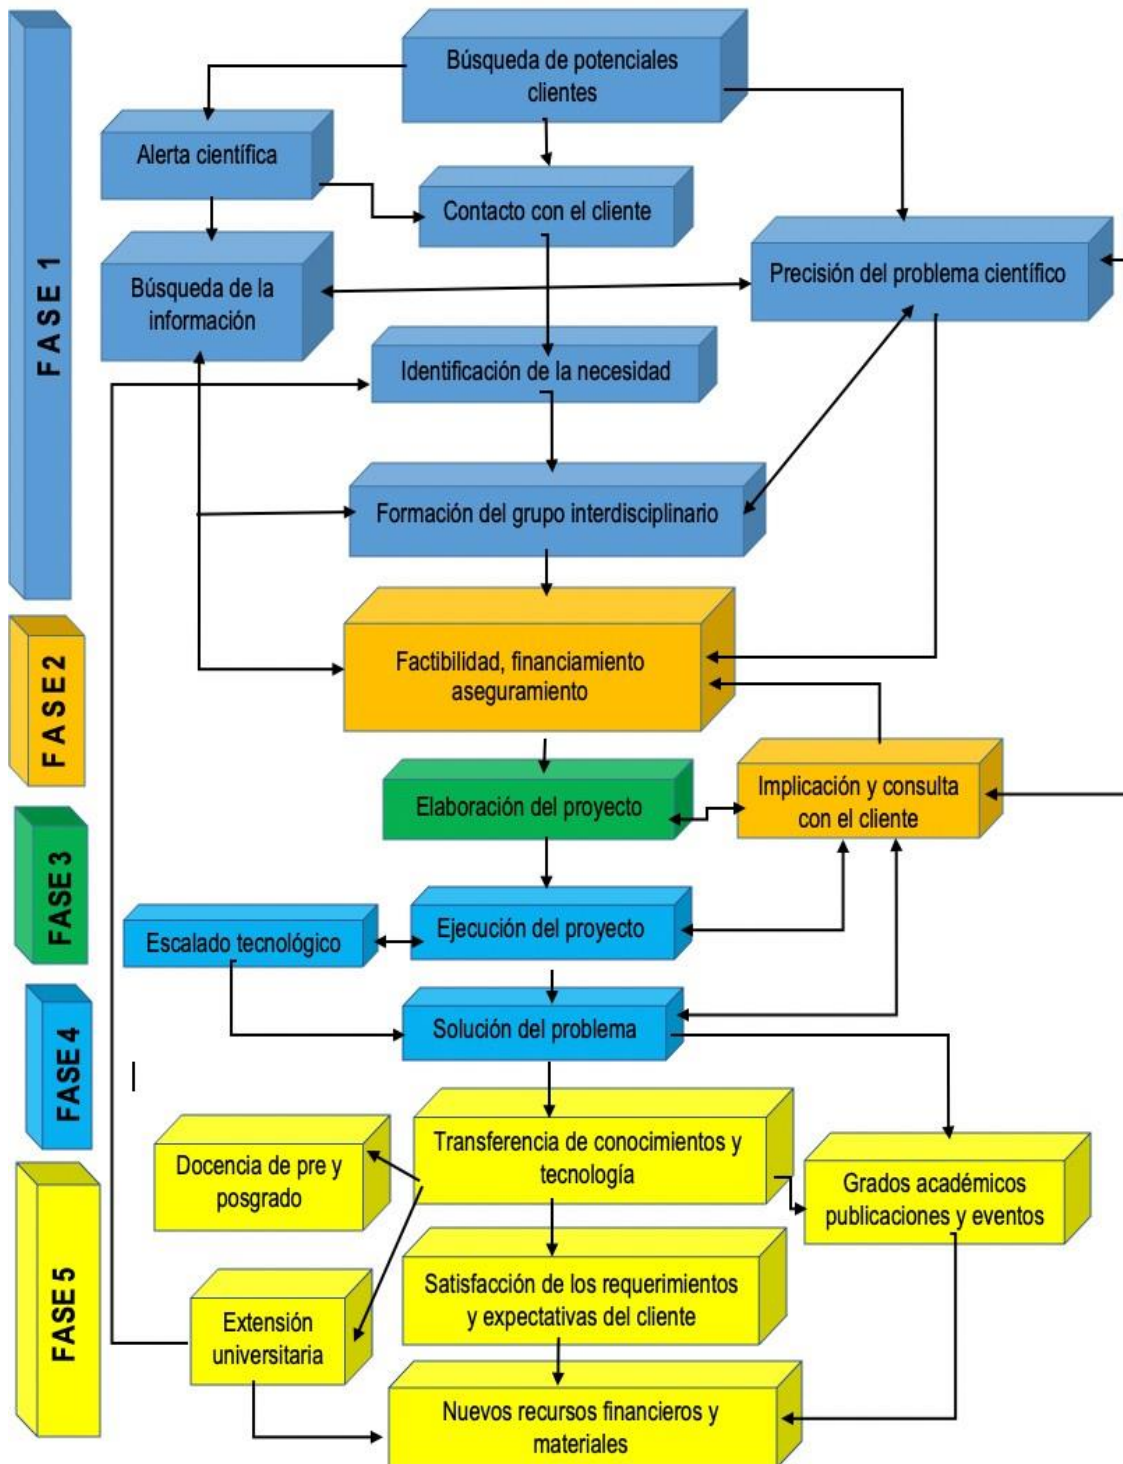 FASE 1
Búsqueda de potenciales
clientes
Alerta científica
Contacto con el cliente
Precisión del problema científico
Búsqueda de la
información
Identificación de la necesidad
Formación del grupo interdisciplinario
FASE 2
Factibilidad, financiamiento
aseguramiento
Implicación y consulta
con el cliente
FASE 3
Elaboración del proyecto
Ejecución del proyecto
Escalado tecnológico
FASE 4
Solución del problema
FASE 5
Transferencia de conocimientos y
tecnología
Docencia de pre y
posgrado
Grados académicos
publicaciones y eventos
Satisfacción de los requerimientos
y expectativas del cliente
Extensión
universitaria
Nuevos recursos financieros y
materiales